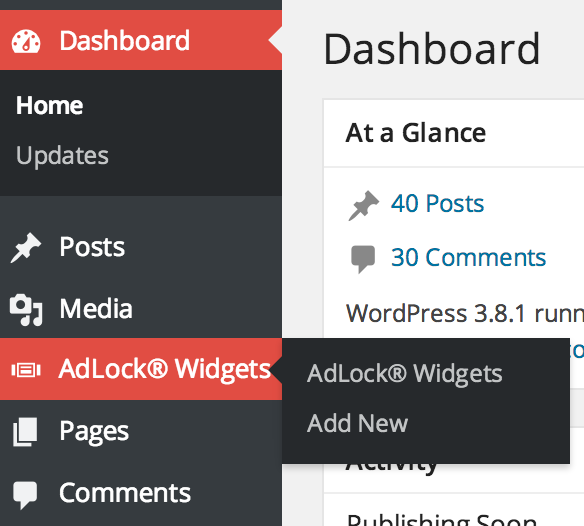 Dashboard
Home
Updates
Posts
Media
AdLock® Widgets
Pages
Comments
AdLock® Widgets
Add New
Dashboard
At a Glance
40 Posts
30 Comments
WordPress 3.8.1 runn
co
Activity
Publishing Soon